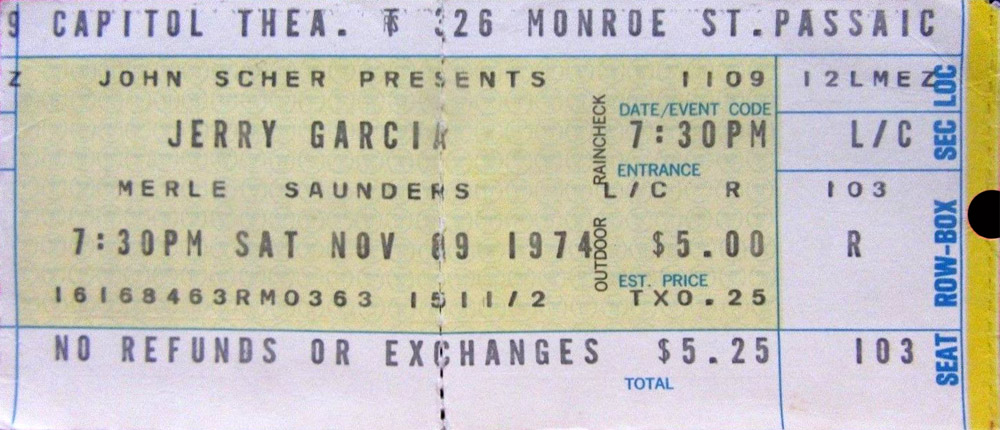 9 CAPITOL THEA. 326 MONROE ST. PASSAIC
Z JOHN SCHER PRESENTS 1109 12LMEZ
DATE/EVENT CODE
JERRY GARCIA 7:30PM L/C
ENTRANCE
MERLE SAUNDERS L/C R 103
7:30PM SAT NOV 09 1974 $5.00 R
EST. PRICE
16168463RM0363 1511/2 TX0.25
NO REFUNDS OR EXCHANGES $5.25 103
TOTAL
OUTDOOR RAINCHECK
SEAT ROW-BOX SEC LOC